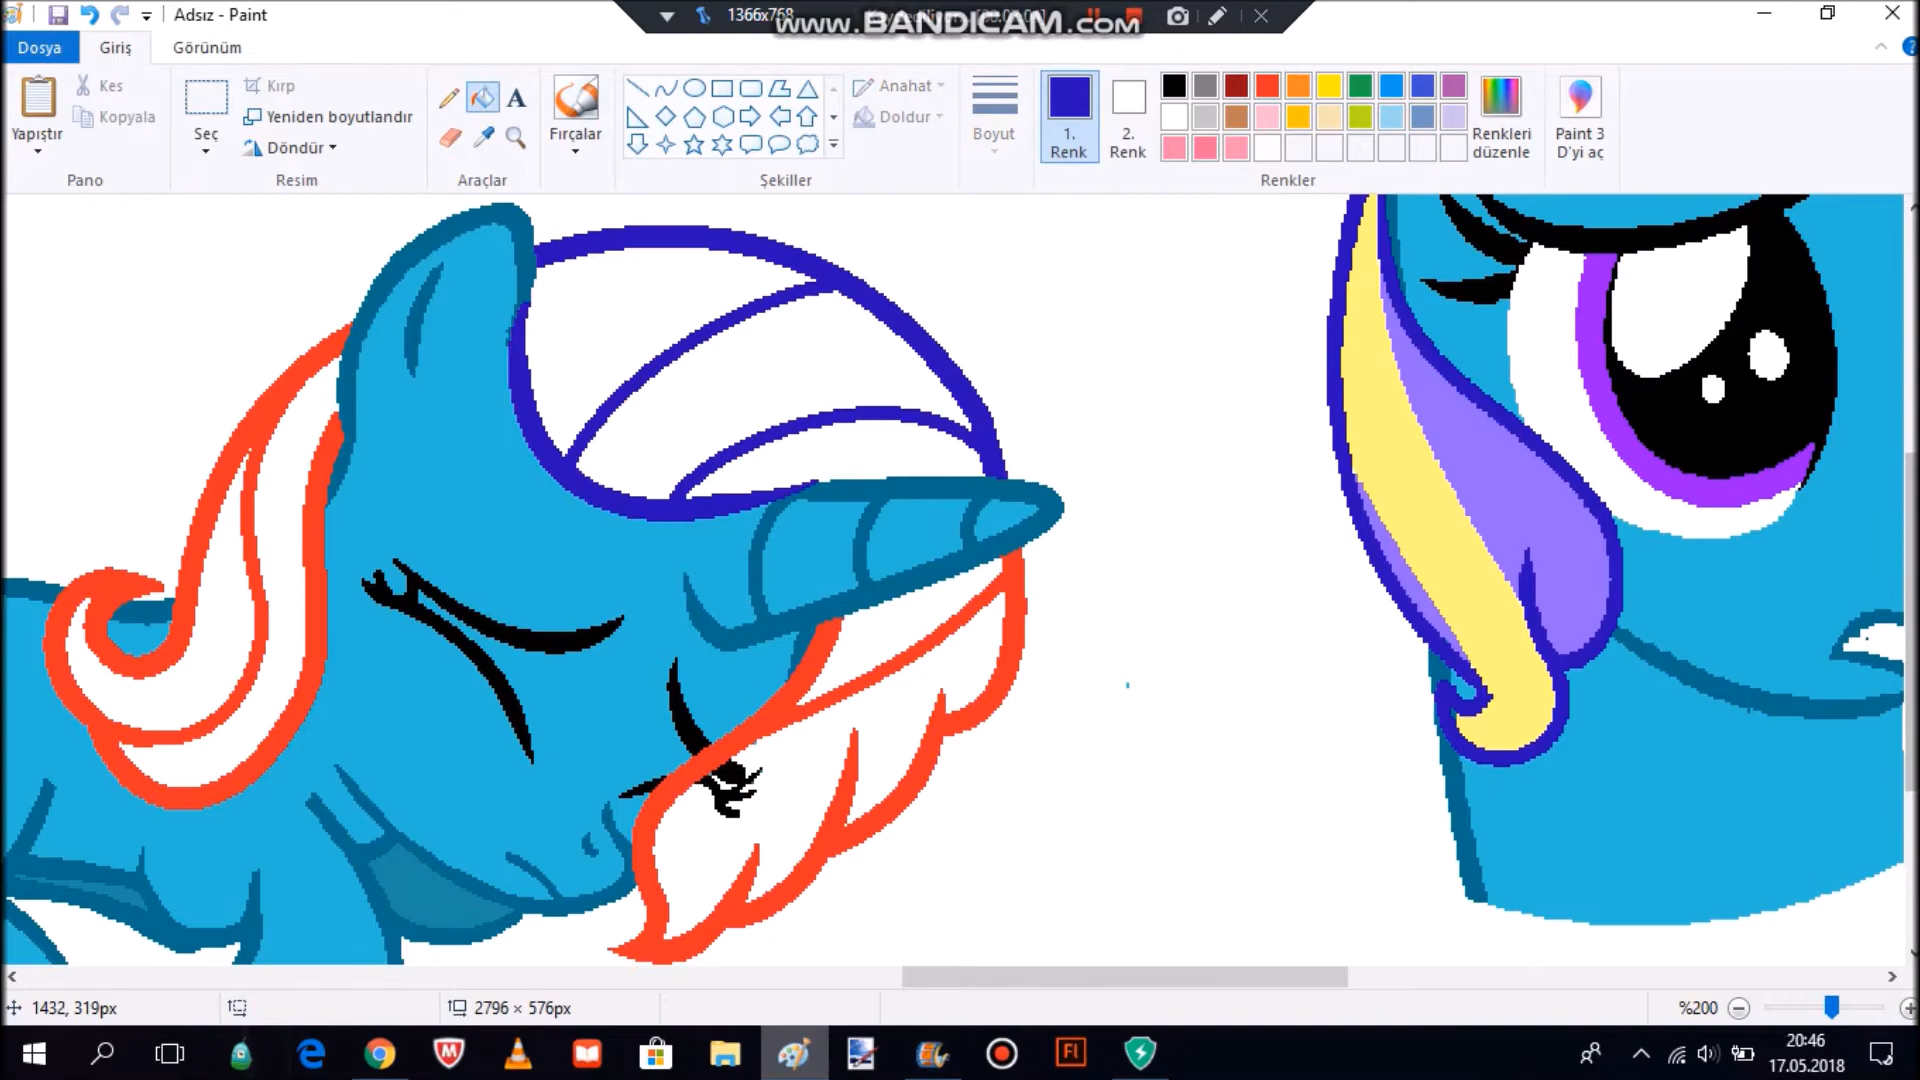 Adsız - Paint
1366x768
www.BANDICAM.com
Dosya
Giriş
Görünüm
Yapıştır
Kes
Kopyala
Pano
Seç
Kırp
Yeniden boyutlandır
Döndür
Resim
A
Araçlar
Fırçalar
Anahat
Doldur
Şekiller
Boyut
1.
Renk
2.
Renk
Renkleri
düzenle
Renkler
Paint 3
D'yi aç
1432, 319px
2796 × 576px
%200
Fl
20:46
17.05.2018